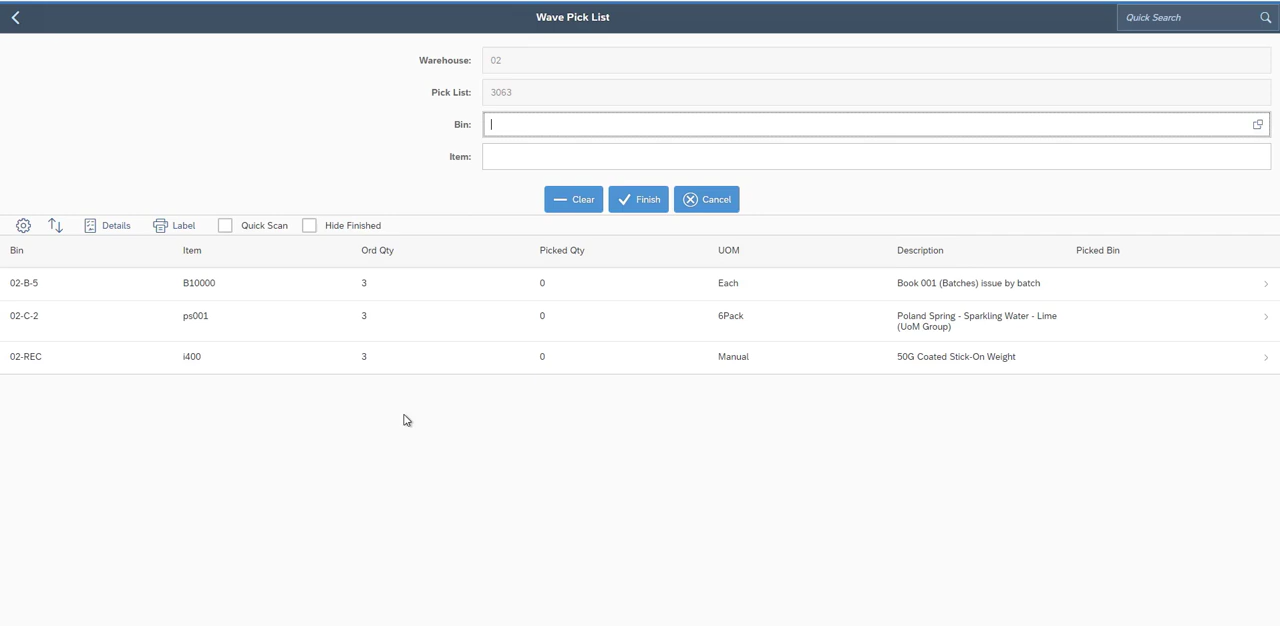 Wave Pick List
Quick Search
Warehouse: 02
Pick List: 3063
Bin:
Item:
Clear Finish Cancel
Details Label Quick Scan Hide Finished
Bin Item Ord Qty Picked Qty UOM Description Picked Bin
02-B-5 B10000 3 0 Each Book 001 (Batches) issue by batch
02-C-2 ps001 3 0 6Pack Poland Spring - Sparkling Water - Lime
(UoM Group)
02-REC i400 3 0 Manual 50G Coated Stick-On Weight